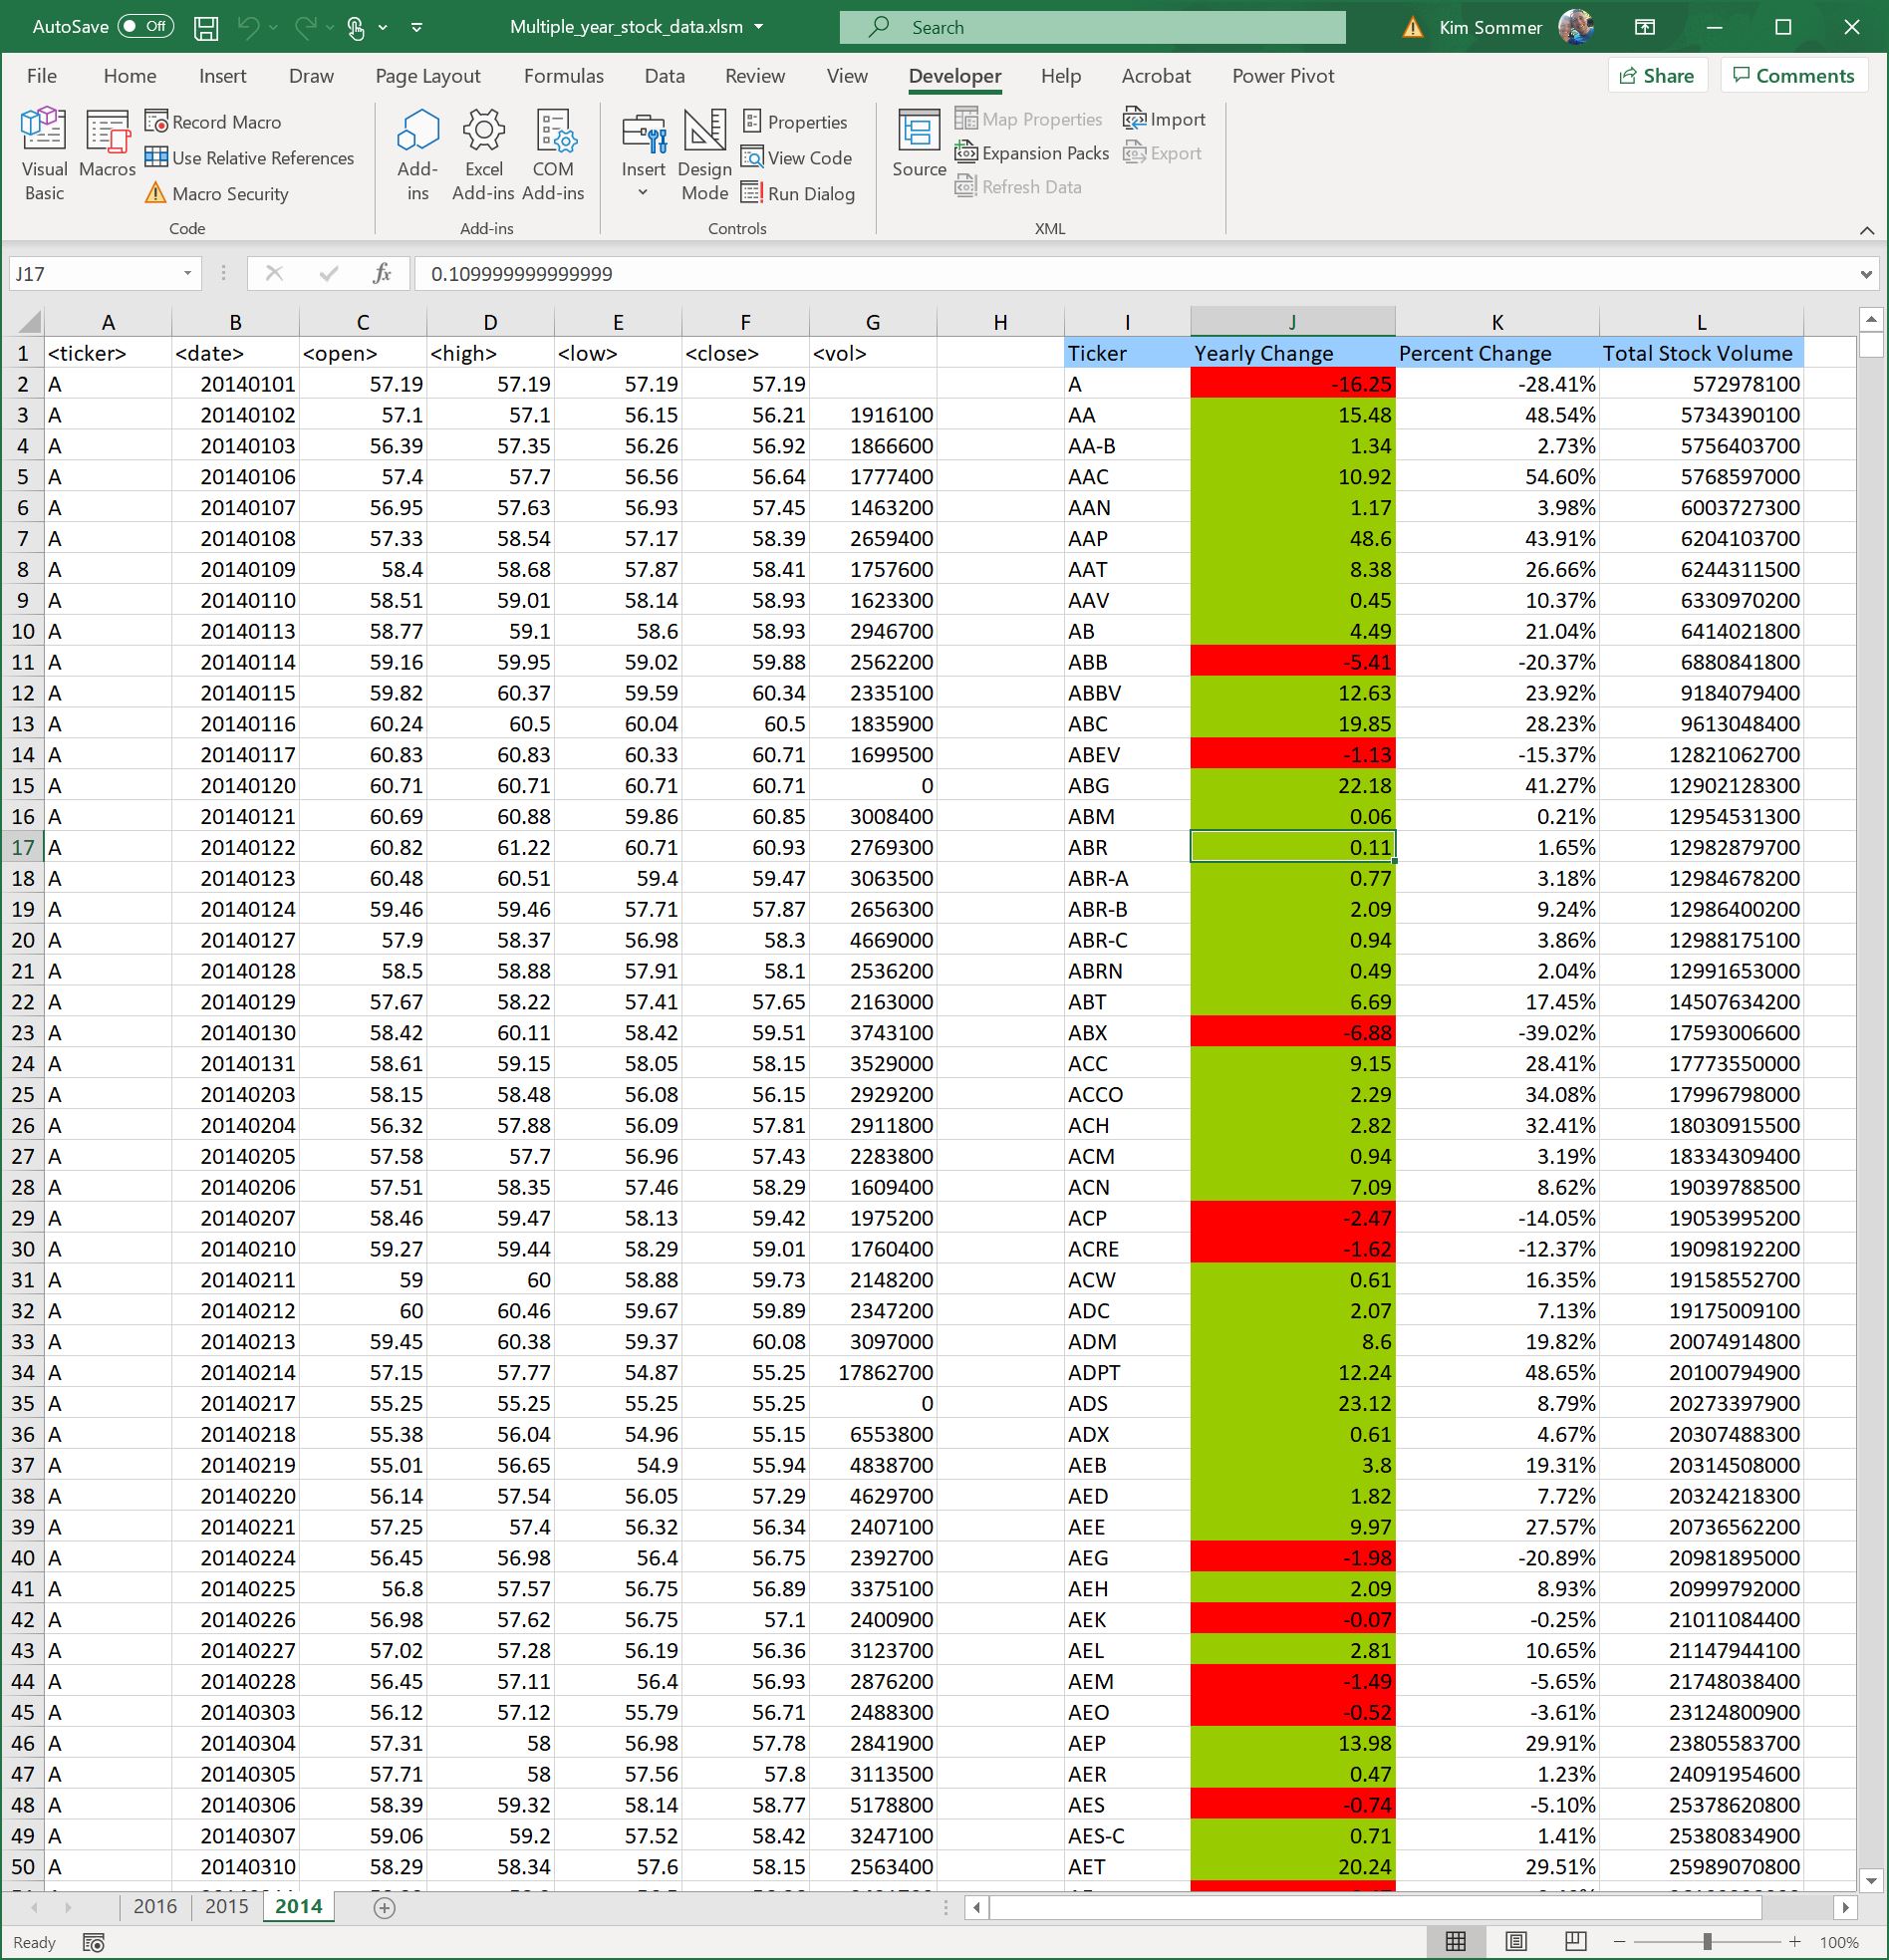 AutoSave Off Multiple_year_stock_data.xlsm Search Kim Sommer
File Home Insert Draw Page Layout Formulas Data Review View Developer Help Acrobat Power Pivot Share Comments
Visual Basic
Macros
Record Macro
Use Relative References
Macro Security
Code
Add-ins
Excel Add-ins
COM Add-ins
Add-ins
Insert
Design Mode
Properties
View Code
Run Dialog
Controls
Source
Map Properties
Expansion Packs
Refresh Data
Import
Export
XML
J17 fx 0.109999999999999
A B C D E F G H I J K L
1 <ticker> <date> <open> <high> <low> <close> <vol> Ticker Yearly Change Percent Change Total Stock Volume
2 A 20140101 57.19 57.19 57.19 57.19 A -16.25 -28.41% 572978100
3 A 20140102 57.1 57.1 56.15 56.21 1916100 AA 15.48 48.54% 5734390100
4 A 20140103 56.39 57.35 56.26 56.92 1866600 AA-B 1.34 2.73% 5756403700
5 A 20140106 57.4 57.7 56.56 56.64 1777400 AAC 10.92 54.60% 5768597000
6 A 20140107 56.95 57.63 56.93 57.45 1463200 AAN 1.17 3.98% 6003727300
7 A 20140108 57.33 58.54 57.17 58.39 2659400 AAP 48.6 43.91% 6204103700
8 A 20140109 58.4 58.68 57.87 58.41 1757600 AAT 8.38 26.66% 6244311500
9 A 20140110 58.51 59.01 58.14 58.93 1623300 AAV 0.45 10.37% 6330970200
10 A 20140113 58.77 59.1 58.6 58.93 2946700 AB 4.49 21.04% 6414021800
11 A 20140114 59.16 59.95 59.02 59.88 2562200 ABB -5.41 -20.37% 6880841800
12 A 20140115 59.82 60.37 59.59 60.34 2335100 ABBV 12.63 23.92% 9184079400
13 A 20140116 60.24 60.5 60.04 60.5 1835900 ABC 19.85 28.23% 9613048400
14 A 20140117 60.83 60.83 60.33 60.71 1699500 ABEV -1.13 -15.37% 12821062700
15 A 20140120 60.71 60.71 60.71 60.71 0 ABG 22.18 41.27% 12902128300
16 A 20140121 60.69 60.88 59.86 60.85 3008400 ABM 0.06 0.21% 12954531300
17 A 20140122 60.82 61.22 60.71 60.93 2769300 ABR 0.11 1.65% 12982879700
18 A 20140123 60.48 60.51 59.4 59.47 3063500 ABR-A 0.77 3.18% 12984678200
19 A 20140124 59.46 59.46 57.71 57.87 2656300 ABR-B 2.09 9.24% 12986400200
20 A 20140127 57.9 58.37 56.98 58.3 4669000 ABR-C 0.94 3.86% 12988175100
21 A 20140128 58.5 58.88 57.91 58.1 2536200 ABRN 0.49 2.04% 12991653000
22 A 20140129 57.67 58.22 57.41 57.65 2163000 ABT 6.69 17.45% 14507634200
23 A 20140130 58.42 60.11 58.42 59.51 3743100 ABX -6.88 -39.02% 17593006600
24 A 20140131 58.61 59.15 58.05 58.15 3529000 ACC 9.15 28.41% 17773550000
25 A 20140203 58.15 58.48 56.08 56.15 2929200 ACCO 2.29 34.08% 17996798000
26 A 20140204 56.32 57.88 56.09 57.81 2911800 ACH 2.82 32.41% 18030915500
27 A 20140205 57.58 57.7 56.96 57.43 2283800 ACM 0.94 3.19% 18334309400
28 A 20140206 57.51 58.35 57.46 58.29 1609400 ACN 7.09 8.62% 19039788500
29 A 20140207 58.46 59.47 58.13 59.42 1975200 ACP -2.47 -14.05% 19053995200
30 A 20140210 59.27 59.44 58.29 59.01 1760400 ACRE -1.62 -12.37% 19098192200
31 A 20140211 59 60 58.88 59.73 2148200 ACW 0.61 16.35% 19158552700
32 A 20140212 60 60.46 59.67 59.89 2347200 ADC 2.07 7.13% 19175009100
33 A 20140213 59.45 60.38 59.37 60.08 3097000 ADM 8.6 19.82% 20074914800
34 A 20140214 57.15 57.77 54.87 55.25 17862700 ADPT 12.24 48.65% 20100794900
35 A 20140217 55.25 55.25 55.25 55.25 0 ADS 23.12 8.79% 20273397900
36 A 20140218 55.38 56.04 54.96 55.15 6553800 ADX 0.61 4.67% 20307488300
37 A 20140219 55.01 56.65 54.9 55.94 4838700 AEB 3.8 19.31% 20314508000
38 A 20140220 56.14 57.54 56.05 57.29 4629700 AED 1.82 7.72% 20324218300
39 A 20140221 57.25 57.4 56.32 56.34 2407100 AEE 9.97 27.57% 20736562200
40 A 20140224 56.45 56.98 56.4 56.75 2392700 AEG -1.98 -20.89% 20981895000
41 A 20140225 56.8 57.57 56.75 56.89 3375100 AEH 2.09 8.93% 20999792000
42 A 20140226 56.98 57.62 56.75 57.1 2400900 AEK -0.07 -0.25% 21011084400
43 A 20140227 57.02 57.28 56.19 56.36 3123700 AEL 2.81 10.65% 21147944100
44 A 20140228 56.45 57.11 56.4 56.93 2876200 AEM -1.49 -5.65% 21748038400
45 A 20140303 56.12 57.12 55.79 56.71 2488300 AEO -0.52 -3.61% 23124800900
46 A 20140304 57.31 58 56.98 57.78 2841900 AEP 13.98 29.91% 23805583700
47 A 20140305 57.71 58 57.56 57.8 3113500 AER 0.47 1.23% 24091954600
48 A 20140306 58.39 59.32 58.14 58.77 5178800 AES -0.74 -5.10% 25378620800
49 A 20140307 59.06 59.2 57.52 58.42 3247100 AES-C 0.71 1.41% 25380834900
50 A 20140310 58.29 58.34 57.6 58.15 2563400 AET 20.24 29.51% 25989070800
2016 2015 2014
Ready 100%